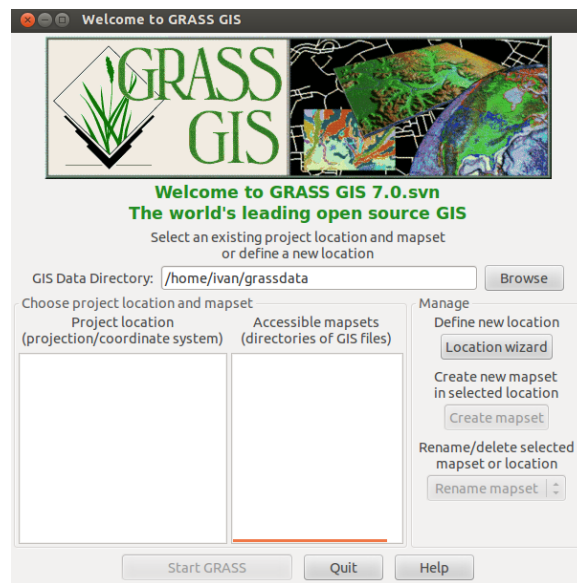 Welcome to GRASS GIS
GRASS
GIS
Welcome to GRASS GIS 7.0.svn
The world's leading open source GIS
Select an existing project location and mapset
or define a new location
GIS Data Directory: /home/ivan/grassdata Browse
Choose project location and mapset
Project location
(projection/coordinate system)
Accessible mapsets
(directories of GIS files)
Manage
Define new location
Location wizard
Create new mapset
in selected location
Create mapset
Rename/delete selected
mapset or location
Rename mapset
Start GRASS Quit Help